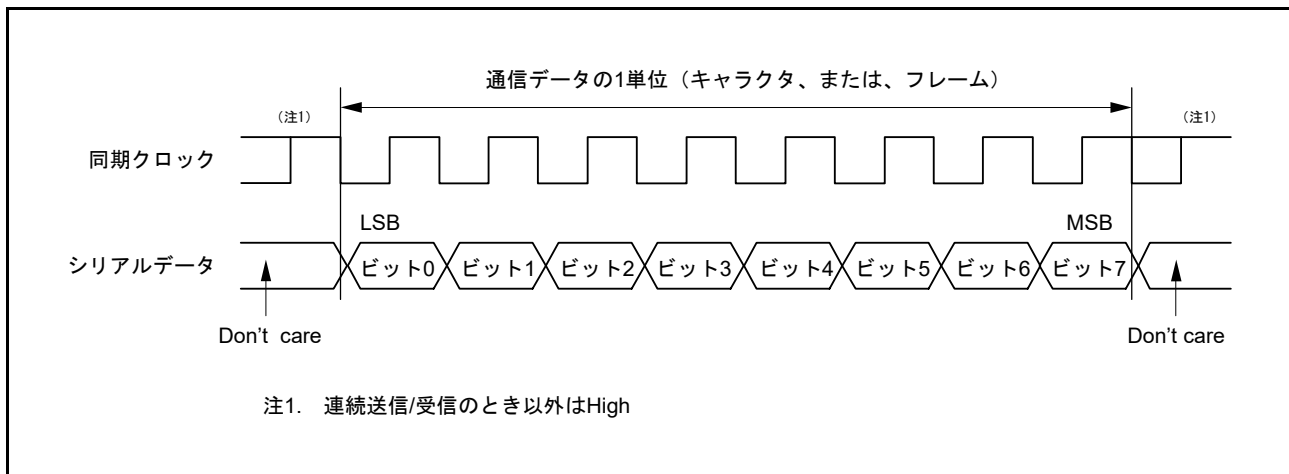 通信データの1単位（キャラクタ、または、フレーム）
（注1）
（注1）
同期クロック
LSB
MSB
シリアルデータ
ビット0 ビット1 ビット2 ビット3 ビット4 ビット5 ビット6 ビット7
Don't care
Don't care
注1. 連続送信/受信のとき以外はHigh